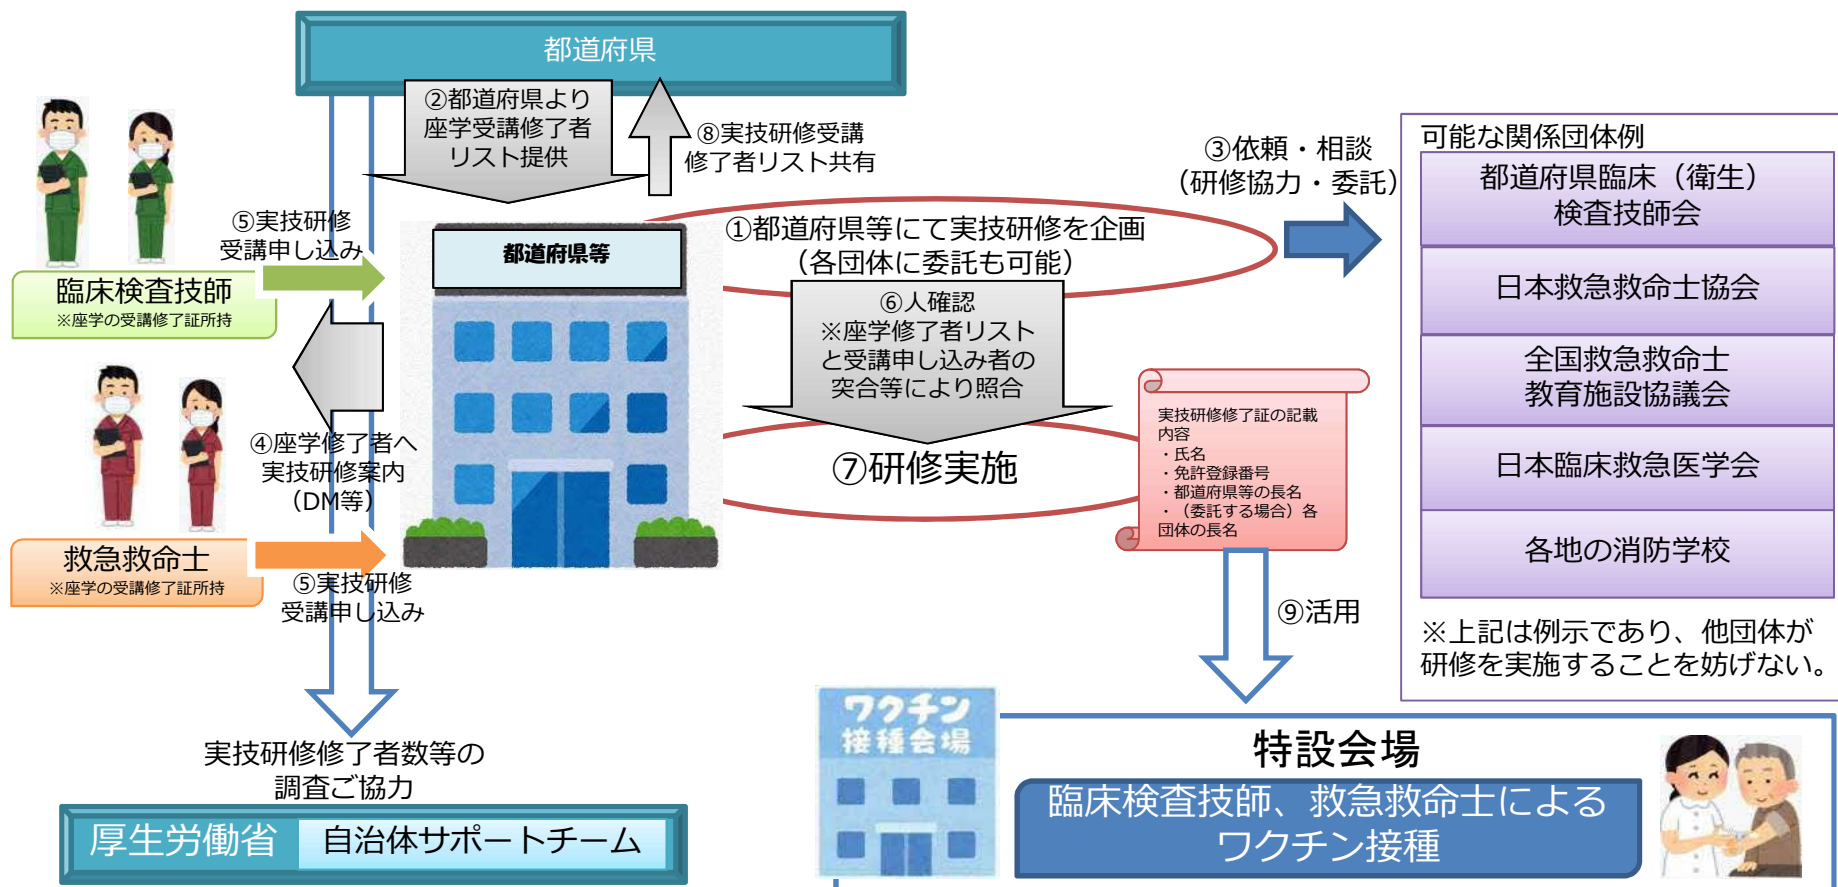 都道府県
②都道府県より
座学受講修了者
リスト提供
⑧実技研修受講
修了者リスト共有
③依頼・相談
（研修協力・委託）
可能な関係団体例
都道府県臨床（衛生）
検査技師会
日本救急救命士協会
全国救急救命士
教育施設協議会
日本臨床救急医学会
各地の消防学校
※上記は例示であり、他団体が
研修を実施することを妨げない。
⑤実技研修
受講申し込み
臨床検査技師
※座学の受講修了証所持
都道府県等
①都道府県等にて実技研修を企画
（各団体に委託も可能）
⑥人確認
※座学修了者リスト
と受講申し込み者の
突合等により照合
④座学修了者へ
実技研修案内
（DM等）
⑦研修実施
実技研修修了証の記載
内容
・氏名
・免許登録番号
・都道府県等の長名
・（委託する場合）各
団体の長名
救急救命士
※座学の受講修了証所持
⑤実技研修
受講申し込み
⑨活用
実技研修修了者数等の
調査ご協力
厚生労働省
自治体サポートチーム
ワクチン
接種会場
特設会場
臨床検査技師、救急救命士による
ワクチン接種